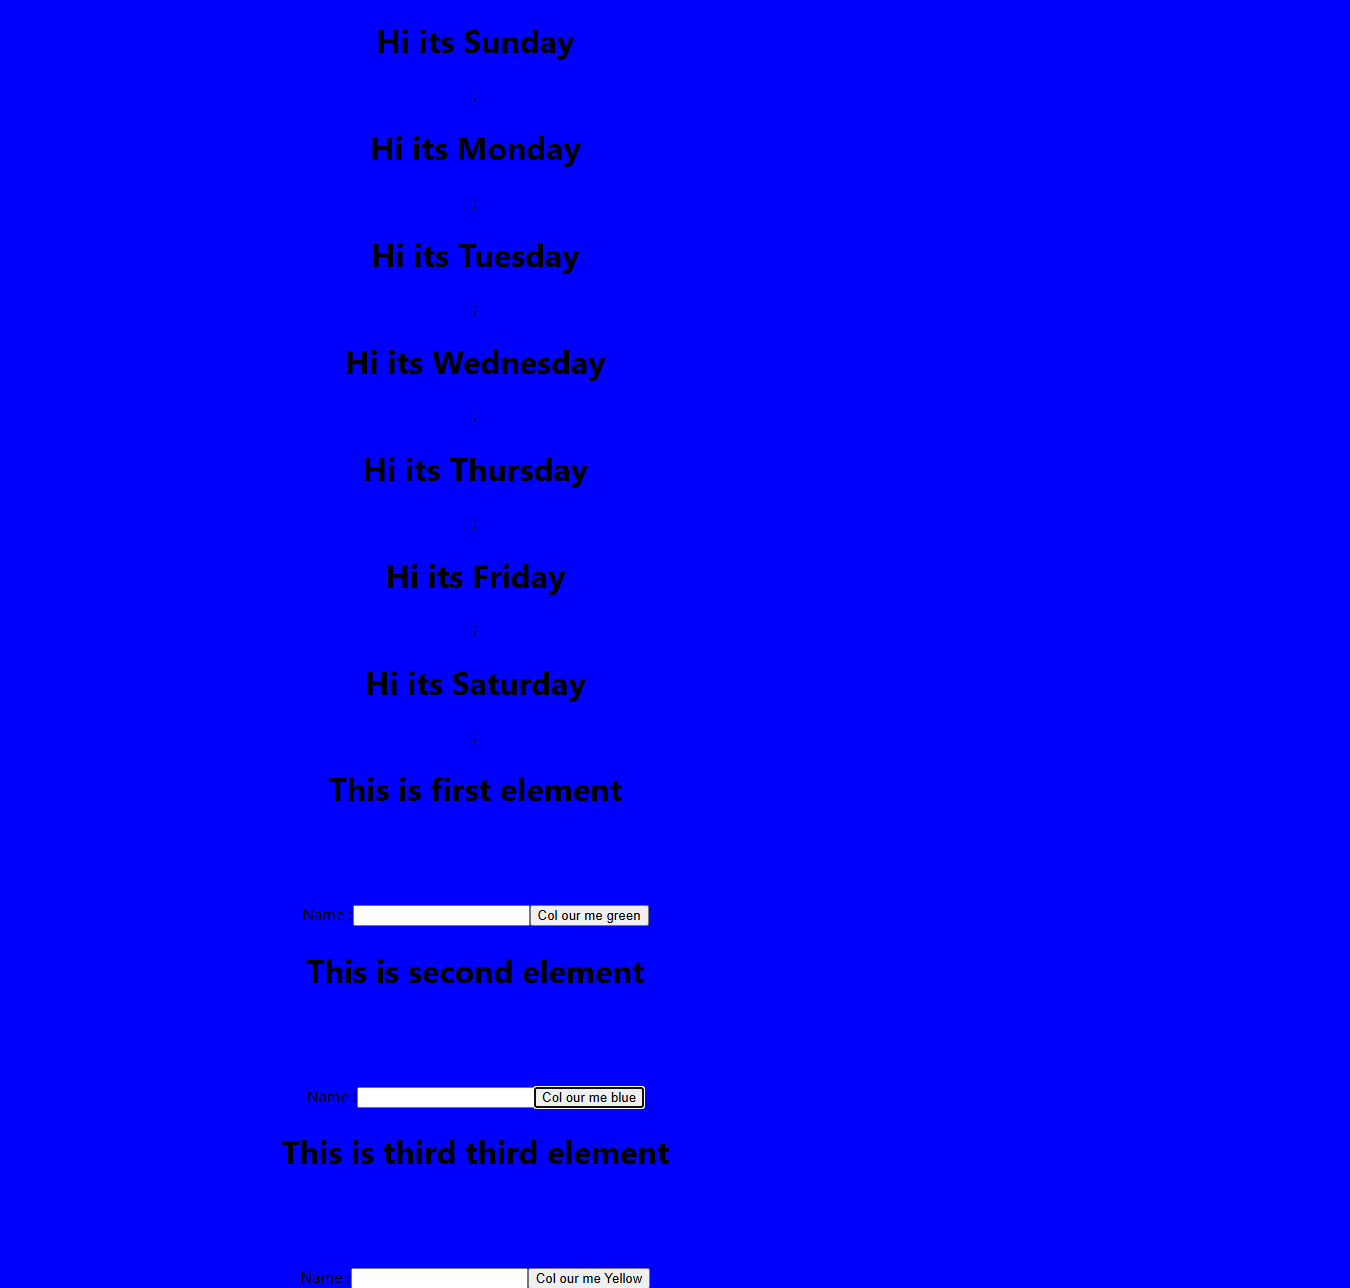 Hi its Sunday
;
Hi its Monday
;
Hi its Tuesday
;
Hi its Wednesday
;
Hi its Thursday
;
Hi its Friday
;
Hi its Saturday
;
This is first element
Name : Col our me green
This is second element
Name : Col our me blue
This is third third element
Name : Col our me Yellow